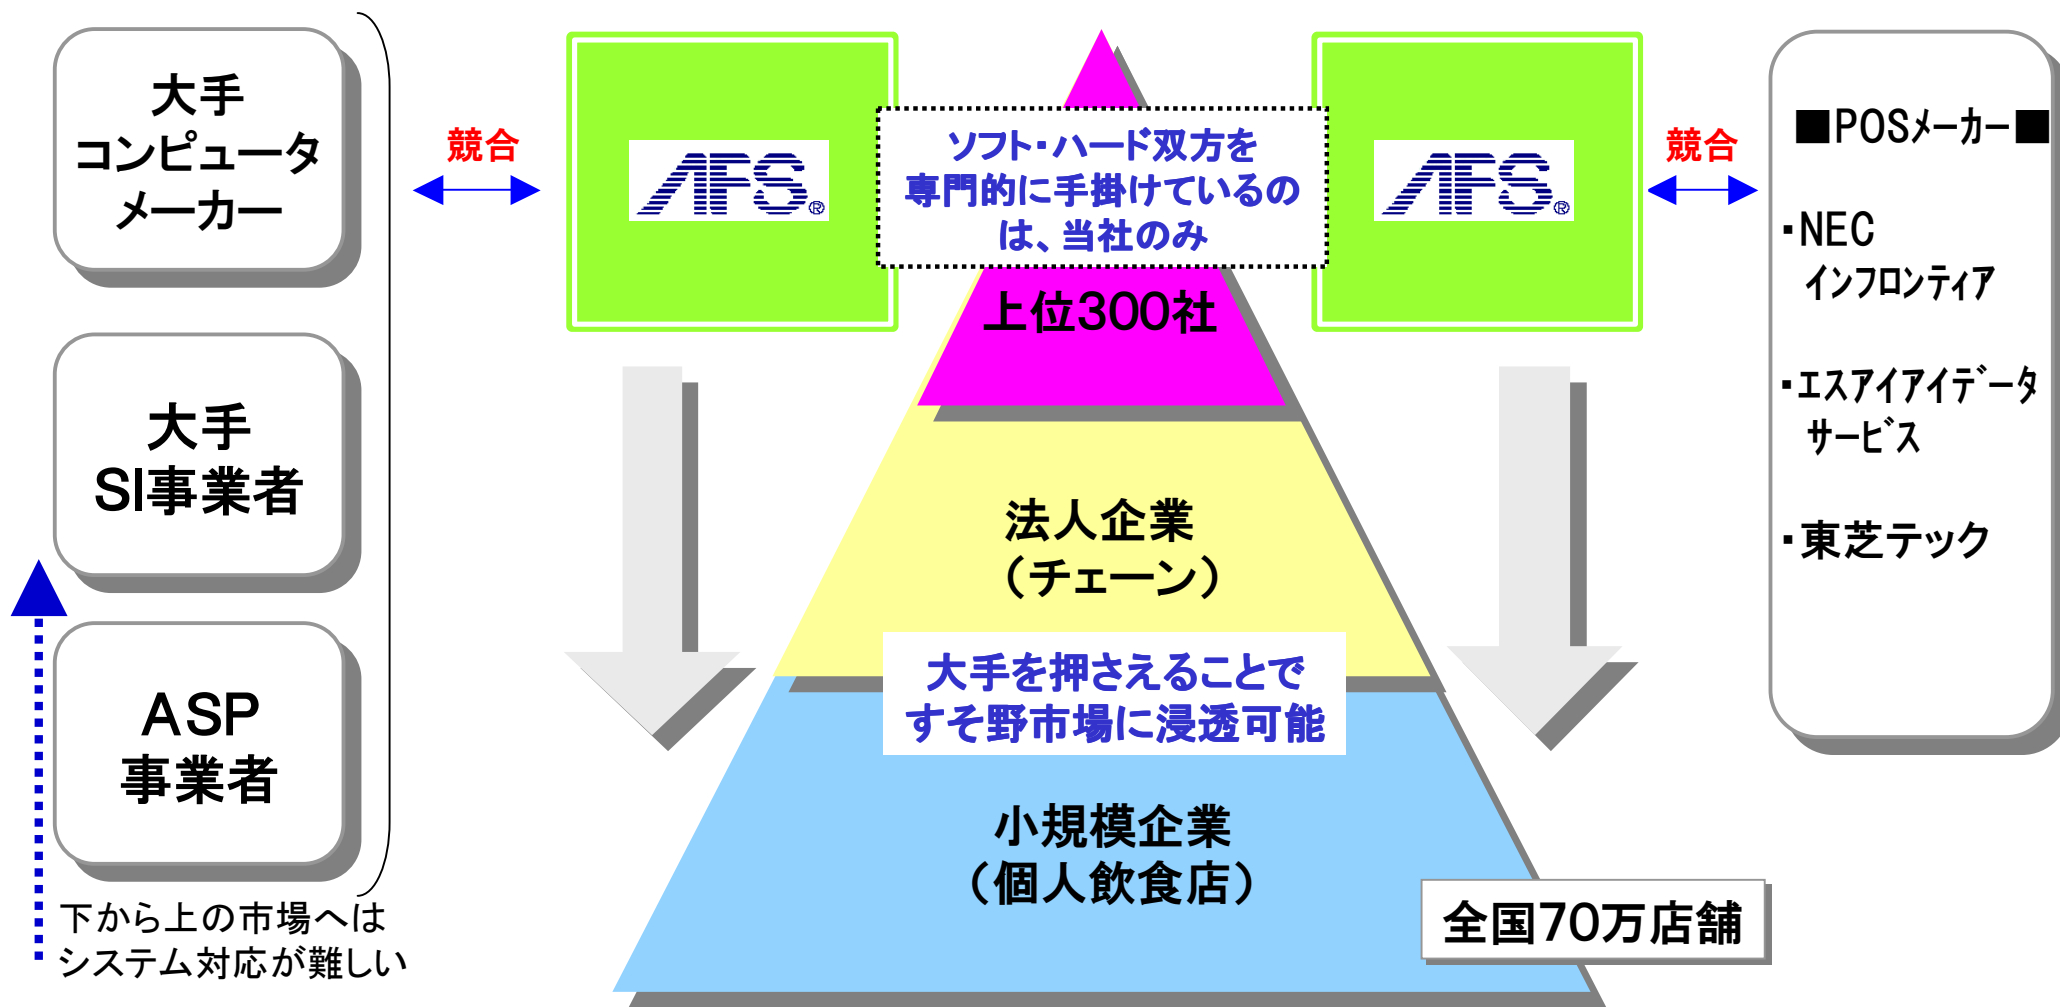 大手
コンピュータ
メーカー
大手
SI事業者
ASP
事業者
下から上の市場へは
システム対応が難しい
競合
AFS®
ソフト・ハード双方を
専門的に手掛けているの
は、当社のみ
上位300社
法人企業
（チェーン）
大手を押さえることで
すそ野市場に浸透可能
小規模企業
（個人飲食店）
全国70万店舗
AFS®
競合
■POSメーカー■
・NEC
インフロンティア
・エスアイアイデータ
サービス
・東芝テック